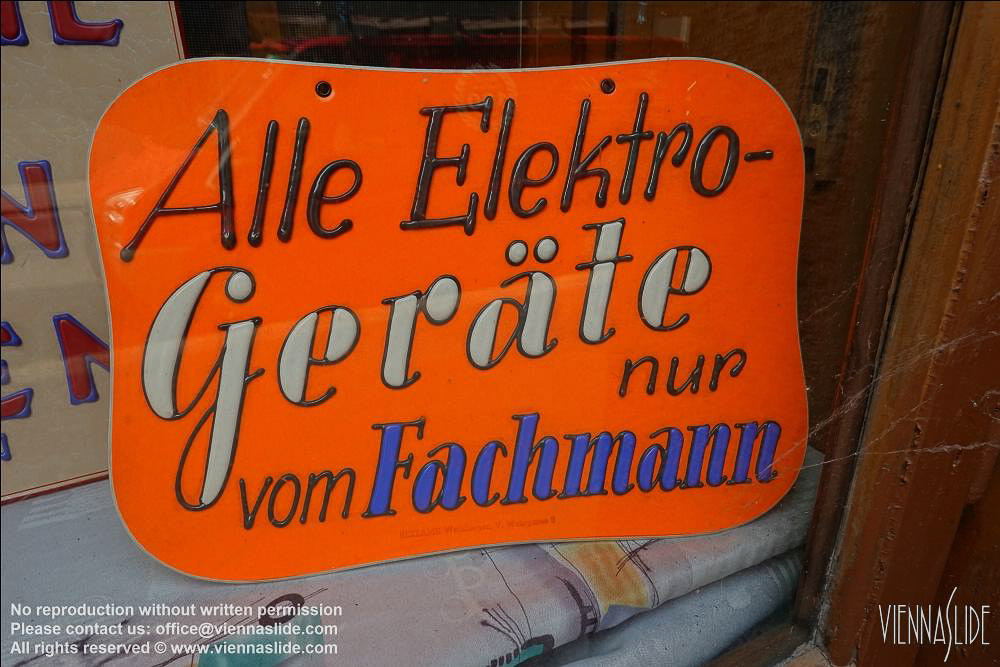 Alle Elektro-
Geräte
nur
vom Fachmann
No reproduction without written permission
Please contact us: office@viennaslide.com
All rights reserved © www.viennaslide.com
VIENNASLIDE